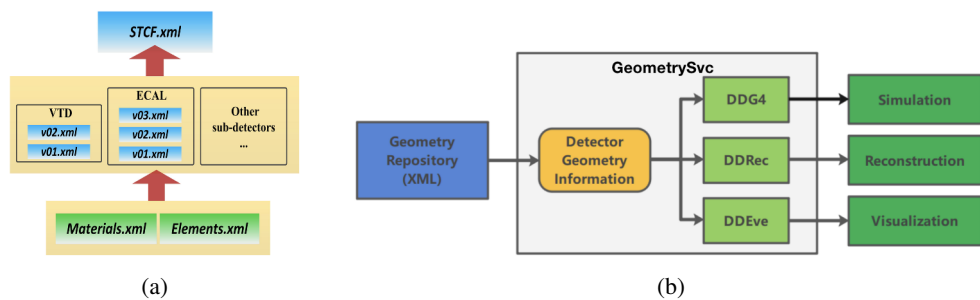 STCF.xml
VTD
v02.xml
v01.xml
ECAL
v03.xml
v02.xml
v01.xml
Other
sub-detectors
...
Materials.xml
Elements.xml
(a)
GeometrySvc
Geometry
Repository
(XML)
Detector
Geometry
Information
DDG4
DDRec
DDEve
Simulation
Reconstruction
Visualization
(b)